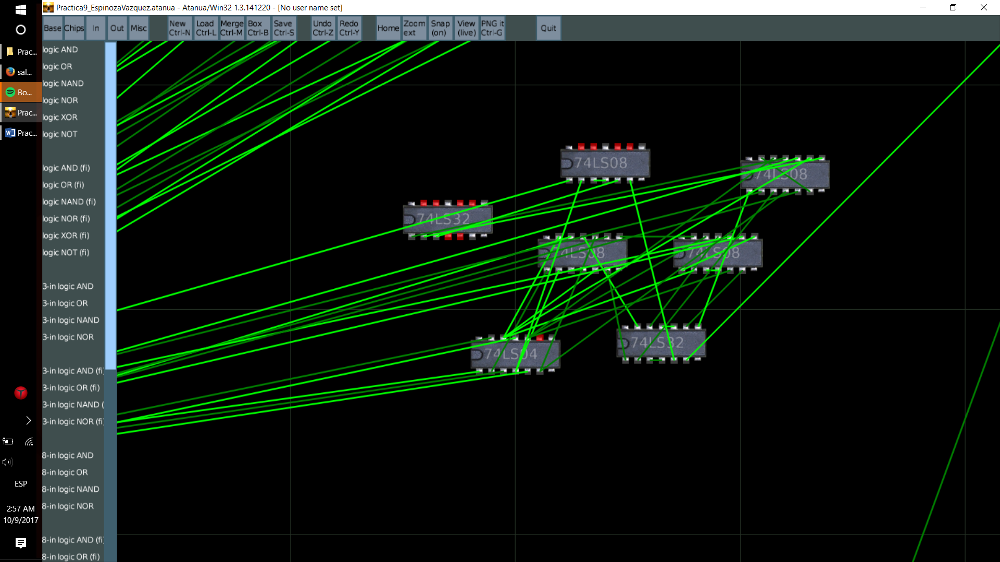 Practica9_EspinozaVazquez.atanua - Atanua/Win32 1.3.141220 - [No user name set]
Base Chips In Out Misc
New Ctrl-N
Load Ctrl-L
Merge Ctrl-M
Box Ctrl-B
Save Ctrl-S
Undo Ctrl-Z
Redo Ctrl-Y
Home
Zoom ext
Snap (on)
View (live)
PNG it Ctrl-G
Quit
Prac...
sal...
Bo...
Prac...
Prac...
logic AND
logic OR
logic NAND
logic NOR
logic XOR
logic NOT
logic AND (fi)
logic OR (fi)
logic NAND (fi)
logic NOR (fi)
logic XOR (fi)
logic NOT (fi)
3-in logic AND
3-in logic OR
3-in logic NAND
3-in logic NOR
3-in logic AND (fi)
3-in logic OR (fi)
3-in logic NAND (
3-in logic NOR (fi)
8-in logic AND
8-in logic OR
8-in logic NAND
8-in logic NOR
8-in logic AND (fi)
8-in logic OR (fi)
74LS08
74LS08
74LS32
74LS08
74LS08
74LS04
74LS32
ESP
2:57 AM
10/9/2017